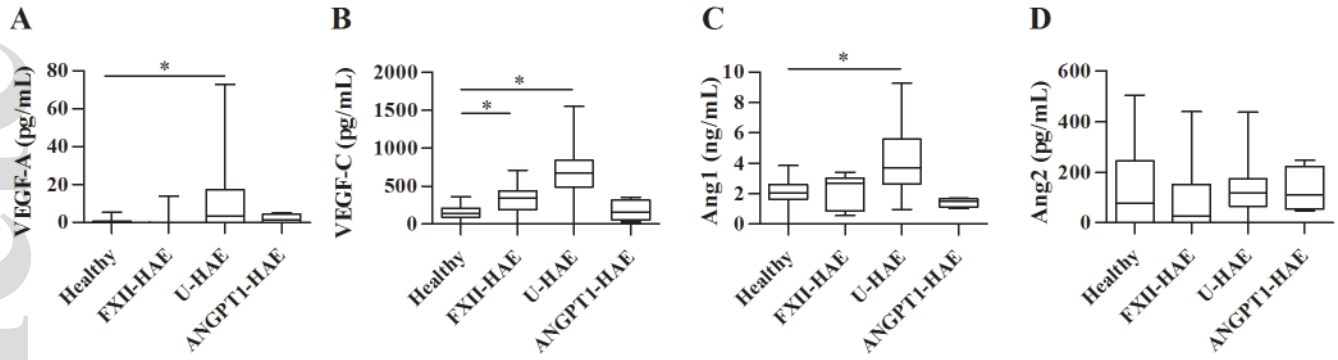 A
VEGF-A (pg/mL)
80
60
40
20
0
*
Healthy
FXII-HAE
U-HAE
ANGPT1-HAE
B
VEGF-C (pg/mL)
2000
1500
1000
500
0
*
*
Healthy
FXII-HAE
U-HAE
ANGPT1-HAE
C
Ang1 (ng/mL)
10
8
6
4
2
0
*
Healthy
FXII-HAE
U-HAE
ANGPT1-HAE
D
Ang2 (pg/mL)
600
400
200
0
Healthy
FXII-HAE
U-HAE
ANGPT1-HAE